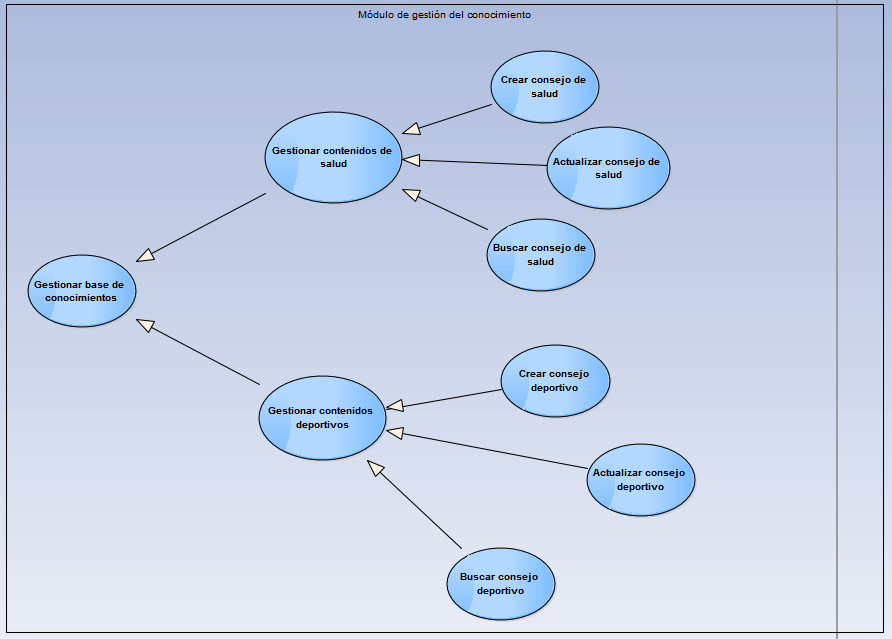 Módulo de gestión del conocimiento
Crear consejo de
salud
Gestionar contenidos de
salud
Actualizar consejo de
salud
Buscar consejo de
salud
Gestionar base de
conocimientos
Crear consejo
deportivo
Gestionar contenidos
deportivos
Actualizar consejo
deportivo
Buscar consejo
deportivo